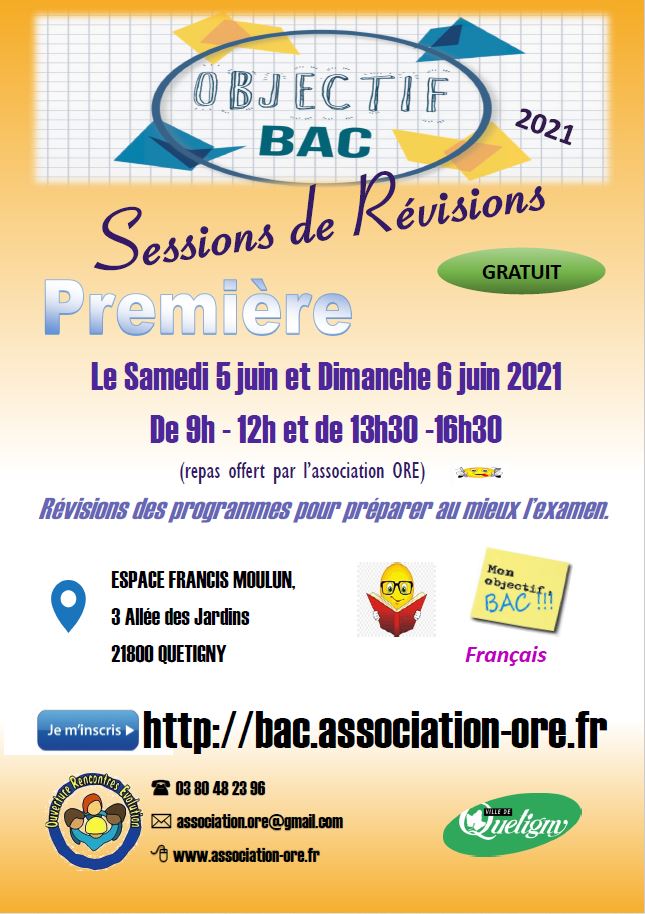 OBJECTIF
BAC
2021
Sessions de Révisions
GRATUIT
Première
Le Samedi 5 juin et Dimanche 6 juin 2021
De 9h - 12h et de 13h30 -16h30
(repas offert par l'association ORE)
Révisions des programmes pour préparer au mieux l'examen.
ESPACE FRANCIS MOULUN,
3 Allée des Jardins
21800 QUETIGNY
Mon
objectif,
BAC !!!
Français
Je m'inscris
http://bac.association-ore.fr
Ouverture Rencontres Evolution
03 80 48 23 96
association.ore@gmail.com
www.association-ore.fr
VILLE DE
Quetigny